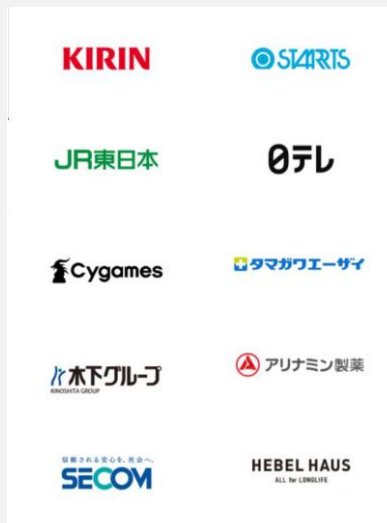 KIRIN
STARTS
JR東日本
日テレ
Cygames
タマガワエーザイ
木下グループ
KINOSHITA GROUP
アリナミン製薬
信頼される安心を、社会へ。
SECOM
HEBEL HAUS
ALL for LONGLIFE